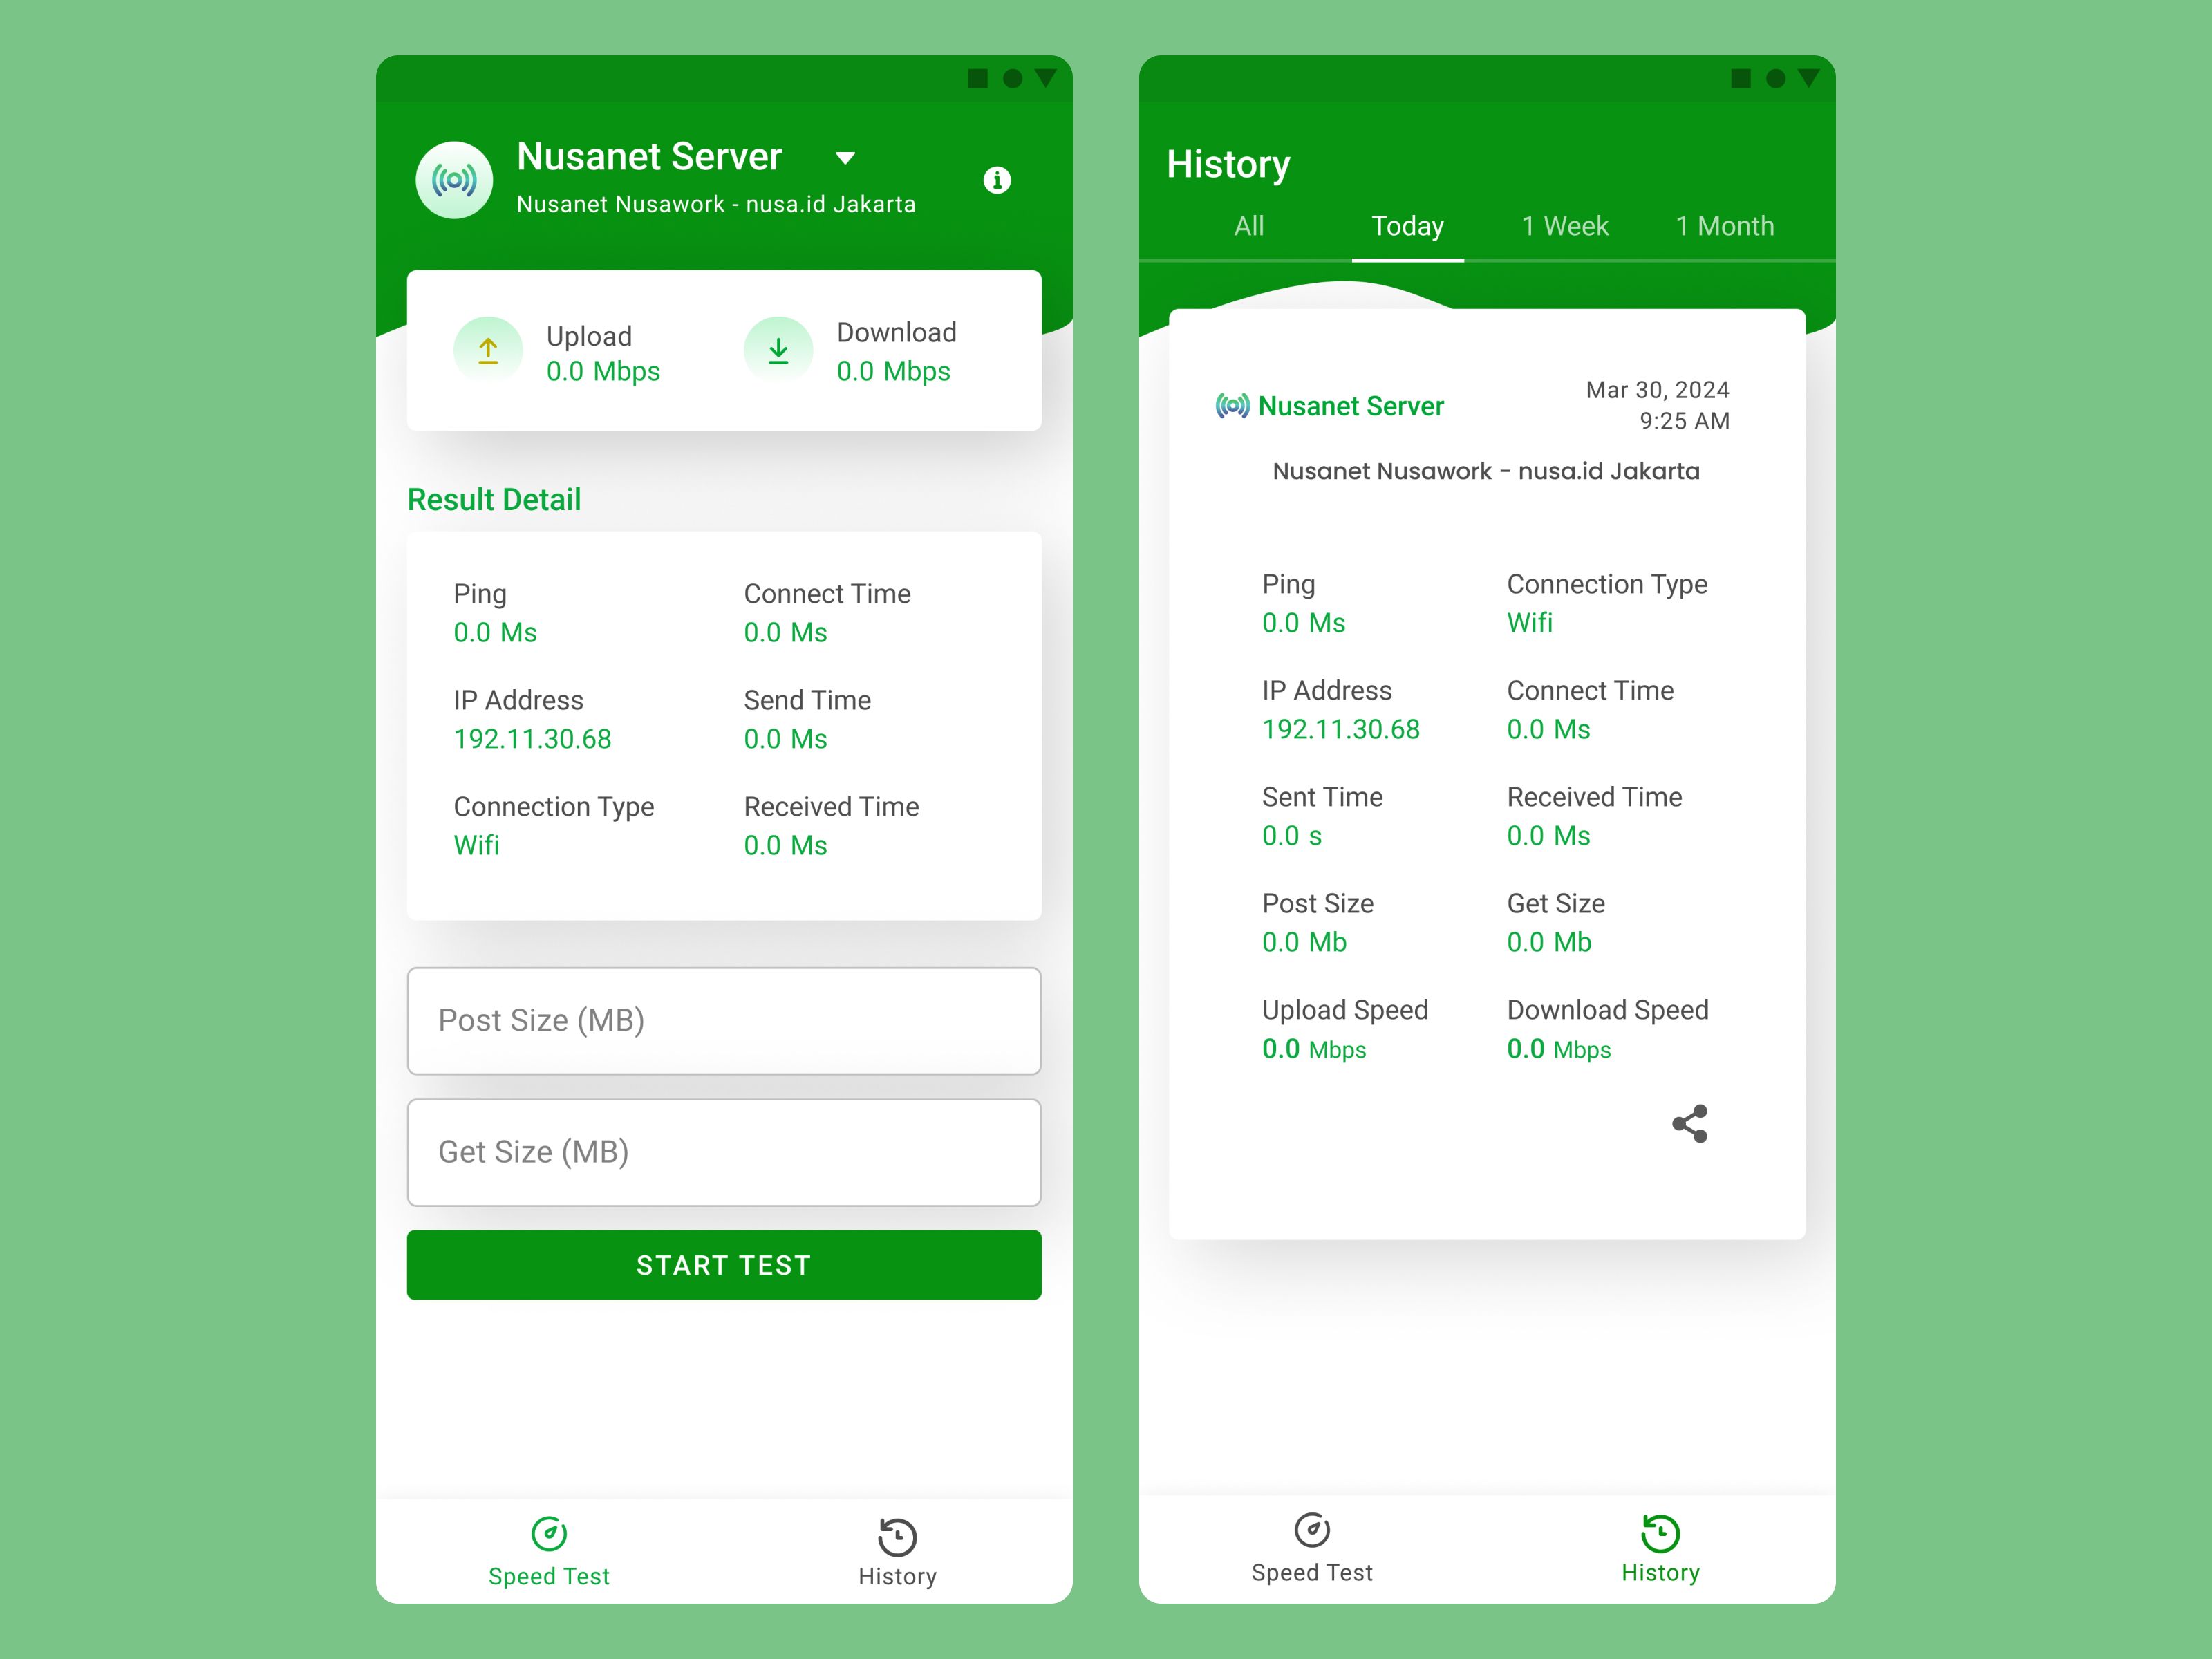 Nusanet Server
Nusanet Nusawork - nusa.id Jakarta
Upload
0.0 Mbps
Download
0.0 Mbps
Result Detail
Ping
0.0 Ms
Connect Time
0.0 Ms
IP Address
192.11.30.68
Send Time
0.0 Ms
Connection Type
Wifi
Received Time
0.0 Ms
Post Size (MB)
Get Size (MB)
START TEST
Speed Test
History
History
All
Today
1 Week
1 Month
Nusanet Server
Mar 30, 2024
9:25 AM
Nusanet Nusawork - nusa.id Jakarta
Ping
0.0 Ms
Connection Type
Wifi
IP Address
192.11.30.68
Connect Time
0.0 Ms
Sent Time
0.0 s
Received Time
0.0 Ms
Post Size
0.0 Mb
Get Size
0.0 Mb
Upload Speed
0.0 Mbps
Download Speed
0.0 Mbps
Speed Test
History